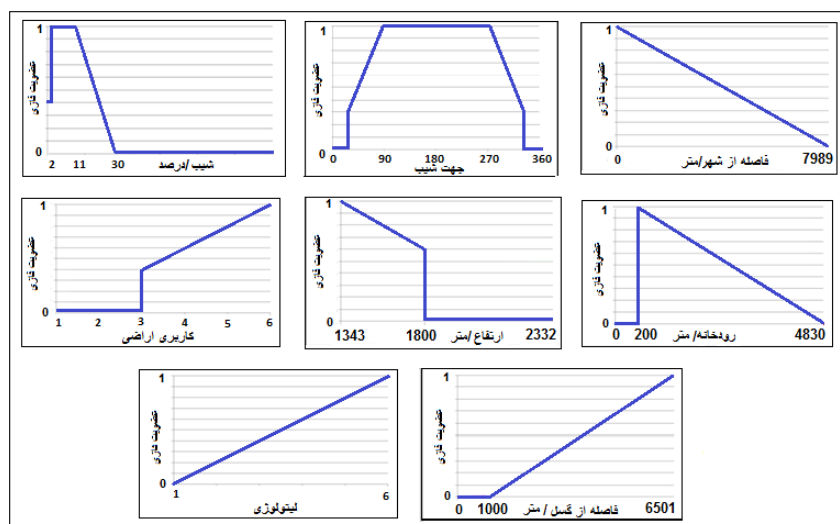 1
عضویت فازی
0
2 11 30
شیب /درصد
1
عضویت فازی
0
0 90 180 270 360
جهت شیب
1
عضویت فازی
0
0 7989
فاصله از شهر/متر
1
عضویت فازی
0
1 2 3 4 5 6
کاربری اراضی
1
عضویت فازی
0
1343 1800 2332
ارتفاع /متر
1
عضویت فازی
0
0 200 4830
رودخانه/ متر
1
عضویت فازی
0
1 6
لیتولوژی
1
عضویت فازی
0
0 1000 6501
فاصله از گسل / متر